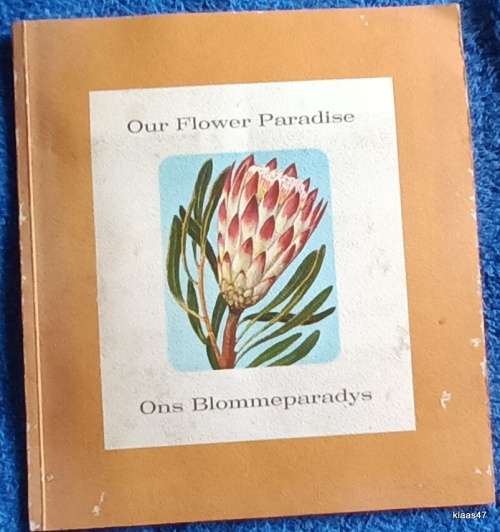 Our Flower Paradise
Ons Blommeparadys
klaas47